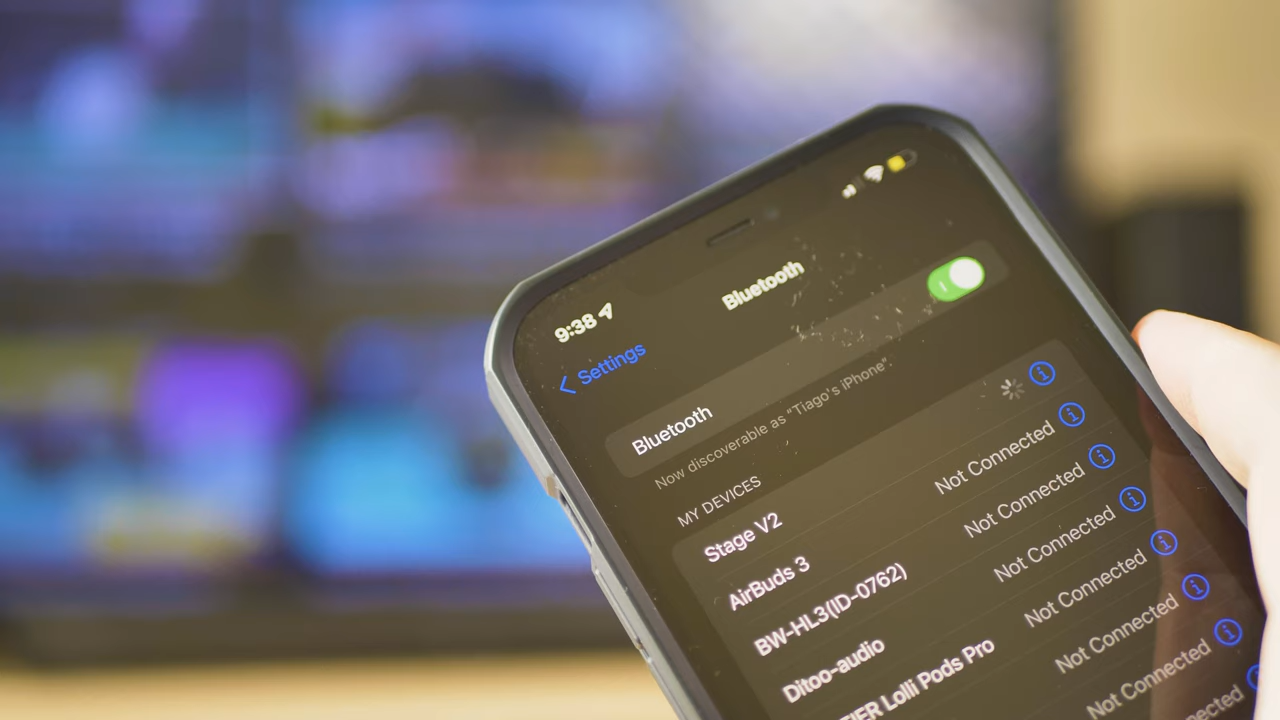 9:38
Settings
Bluetooth
Bluetooth
Now discoverable as "Tiago's iPhone".
MY DEVICES
Stage V2
AirBuds 3 Not Connected
BW-HL3(ID-0762) Not Connected
Ditoo-audio Not Connected
Lolli Pods Pro Not Connected
Not Connected
Not Connected
Connected